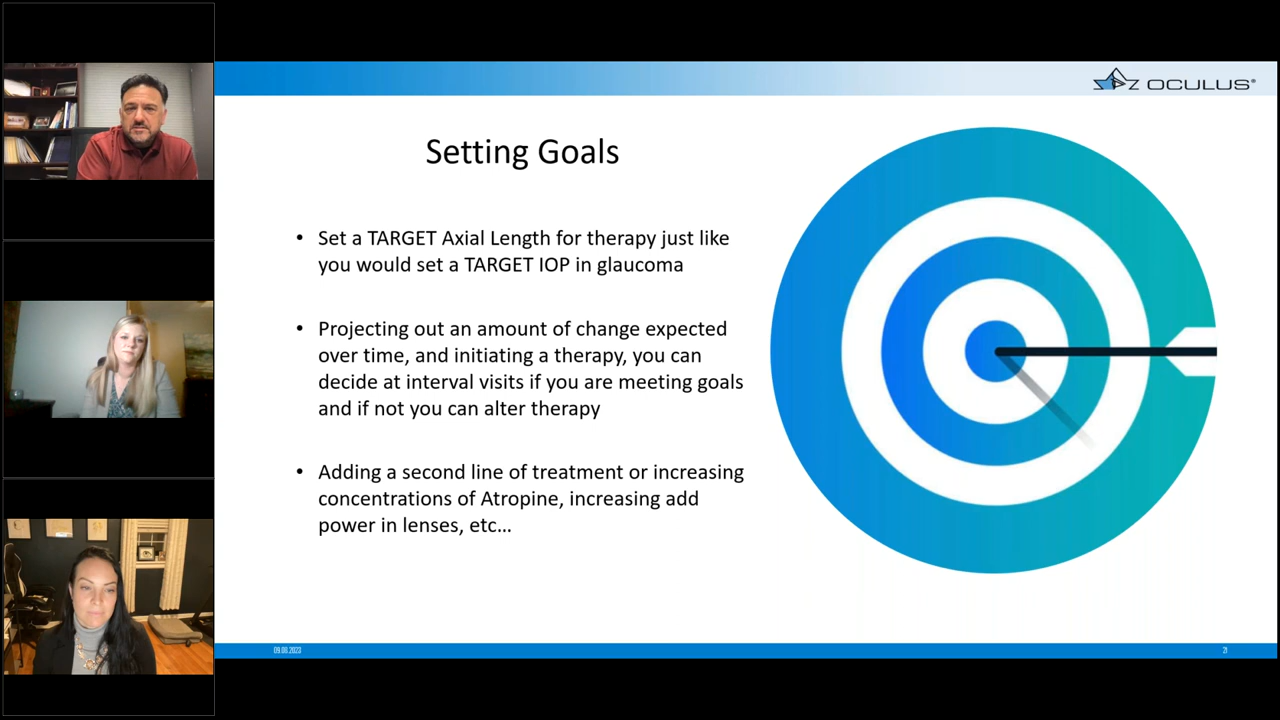 OCULUS®
Setting Goals
• Set a TARGET Axial Length for therapy just like
you would set a TARGET IOP in glaucoma
• Projecting out an amount of change expected
over time, and initiating a therapy, you can
decide at interval visits if you are meeting goals
and if not you can alter therapy
• Adding a second line of treatment or increasing
concentrations of Atropine, increasing add
power in lenses, etc…
21